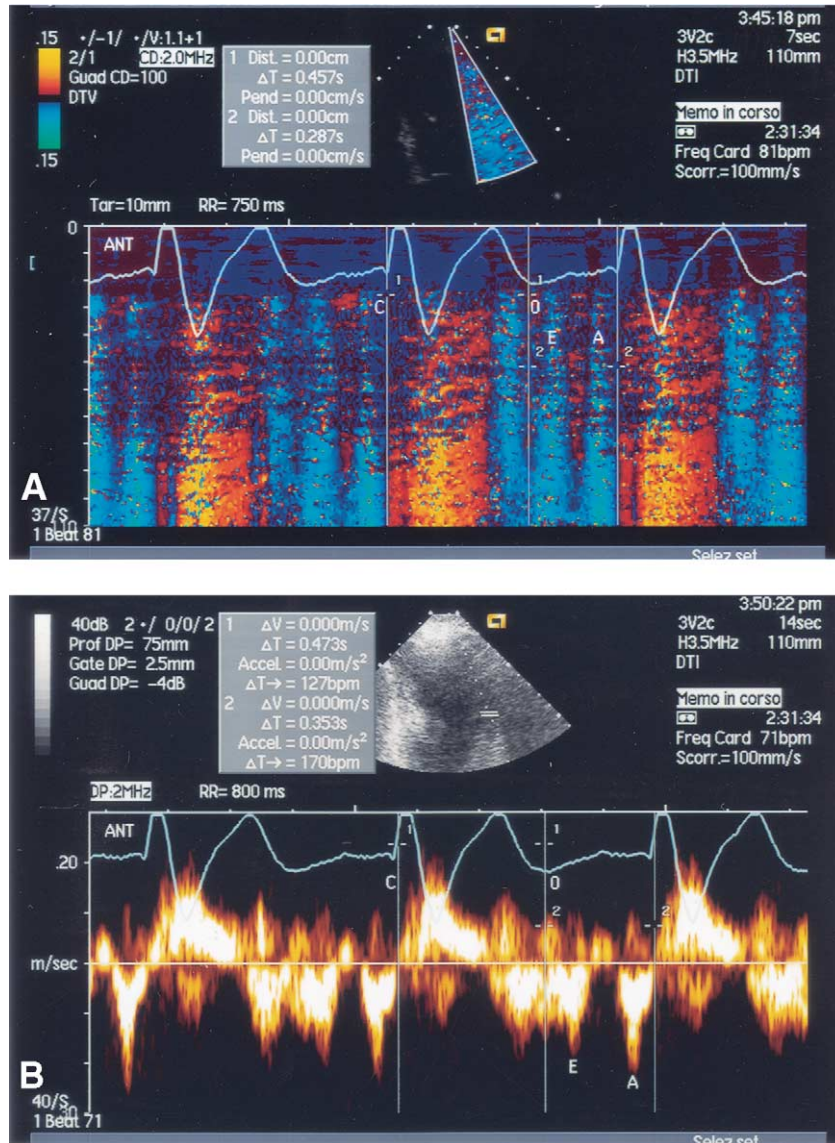 3:45:18 pm
.15 •/-1/ •/V:1.1+1
2/1 CD:2.0MHz
Guad CD=100
DTV
.15
1 Dist. = 0.00cm
ΔT = 0.457s
Pend = 0.00cm/s
2 Dist. = 0.00cm
ΔT = 0.287s
Pend = 0.00cm/s
3V2c 7sec
H3.5MHz 110mm
DTI
Memo in corso
2:31:34
Freq Card 81bpm
Scorr.=100mm/s
Tar=10mm RR= 750 ms
0
ANT
1 1
C O
E A
2 2
A
37/S
1 Beat 81
Selez set
3:50:22 pm
40dB 2 •/ 0/0/ 2
Prof DP= 75mm
Gate DP= 2.5mm
Guad DP= -4dB
1 ΔV = 0.000m/s
ΔT = 0.473s
Accel. = 0.00m/s²
ΔT→ = 127bpm
2 ΔV = 0.000m/s
ΔT = 0.353s
Accel. = 0.00m/s²
ΔT→ = 170bpm
3V2c 14sec
H3.5MHz 110mm
DTI
Memo in corso
2:31:34
Freq Card 71bpm
Scorr.=100mm/s
DP:2MHz RR= 800 ms
ANT
1 1
.20
C O
2 2
m/sec
E A
B
40/S
.30
1 Beat 71
Selez set